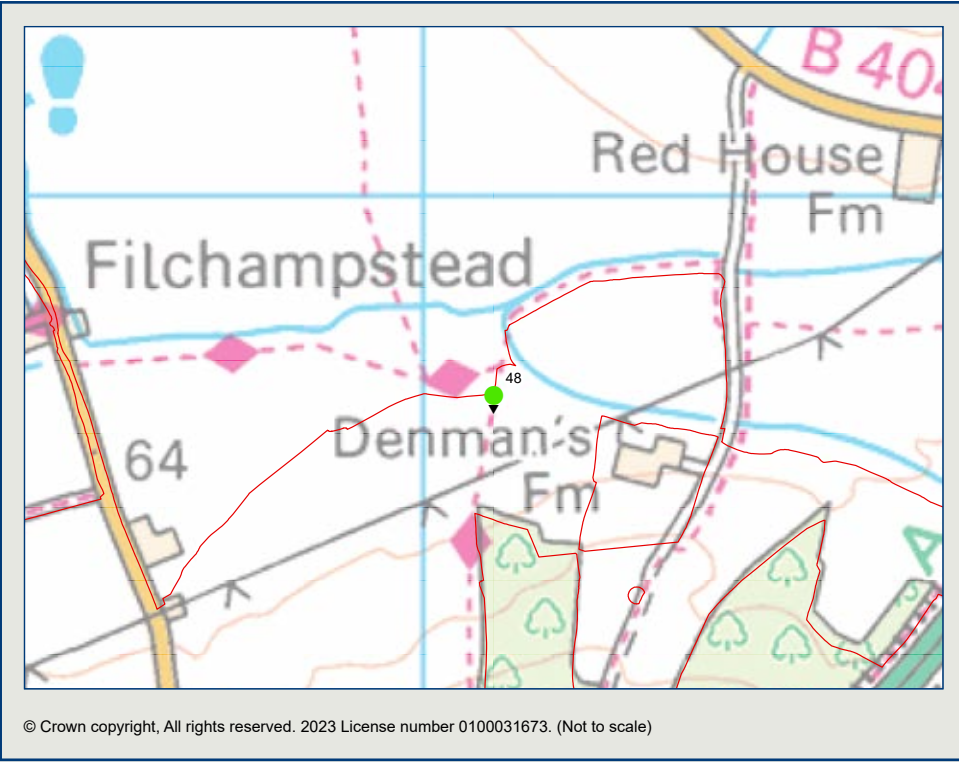 B 40
Red House
Fm
Filchampstead
48
Denman's
Fm
64
A
© Crown copyright, All rights reserved. 2023 License number 0100031673. (Not to scale)